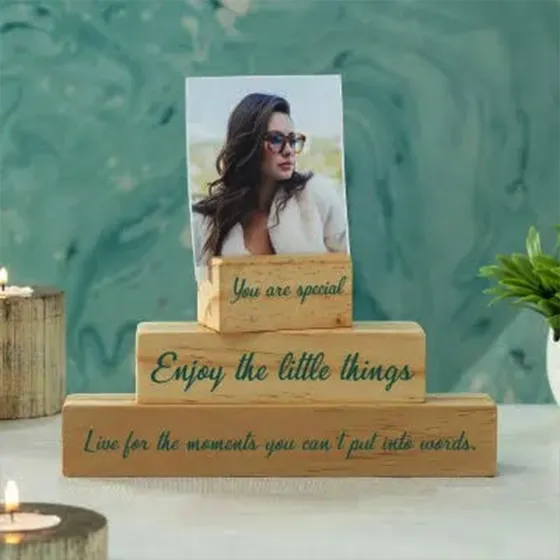 You are special
Enjoy the little things
Live for the moments you can't put into words.